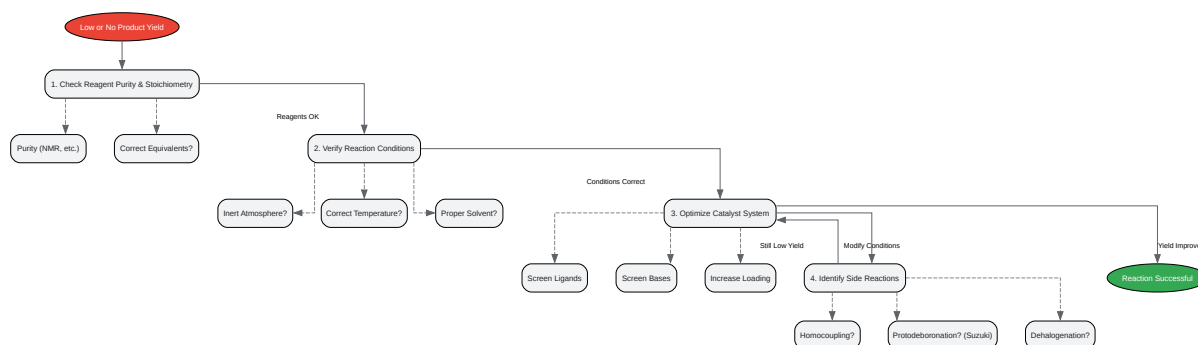 Low or No Product Yield
1. Check Reagent Purity & Stoichiometry
Reagents OK
Purity (NMR, etc.)
Correct Equivalents?
2. Verify Reaction Conditions
Conditions Correct
Inert Atmosphere?
Correct Temperature?
Proper Solvent?
3. Optimize Catalyst System
Still Low Yield
Modify Conditions
Yield Improve
Screen Ligands
Screen Bases
Increase Loading
4. Identify Side Reactions
Reaction Successful
Homocoupling?
Protodeboronation? (Suzuki)
Dehalogenation?